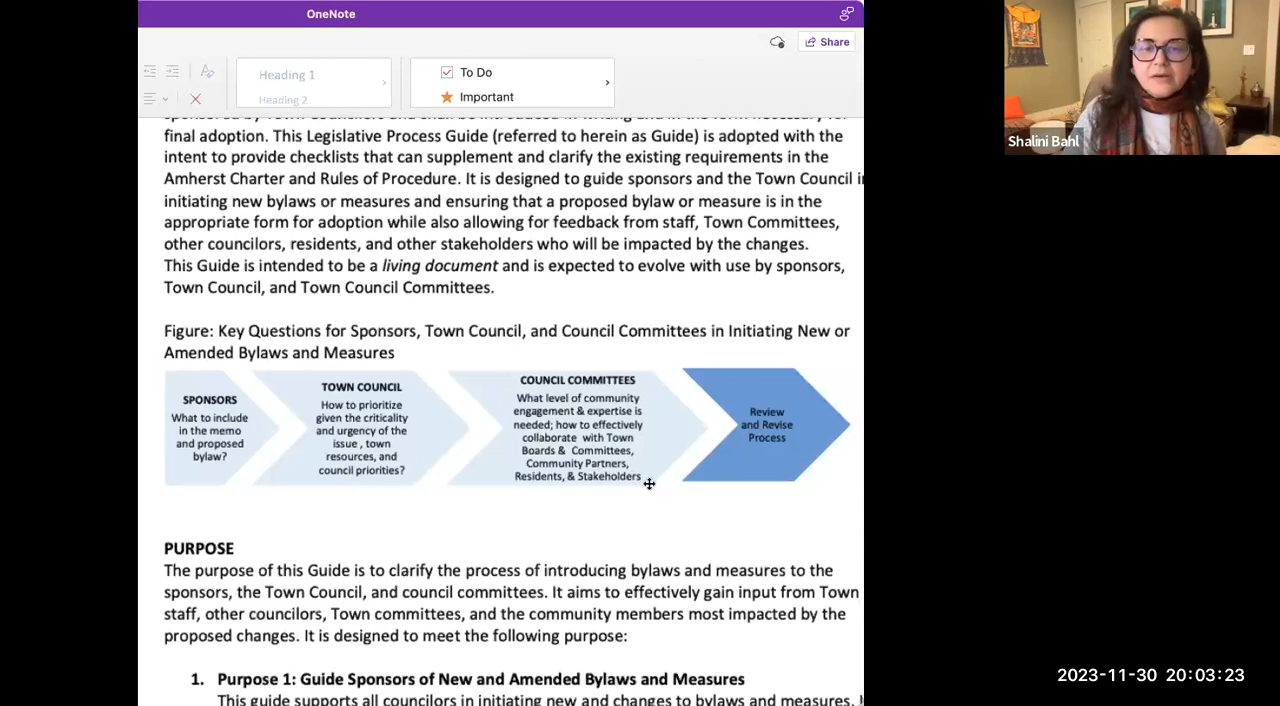 OneNote
Share
Heading 1
To Do
Heading 2
Important
final adoption. This Legislative Process Guide (referred to herein as Guide) is adopted with the
intent to provide checklists that can supplement and clarify the existing requirements in the
Amherst Charter and Rules of Procedure. It is designed to guide sponsors and the Town Council in
initiating new bylaws or measures and ensuring that a proposed bylaw or measure is in the
appropriate form for adoption while also allowing for feedback from staff, Town Committees,
other councilors, residents, and other stakeholders who will be impacted by the changes.
This Guide is intended to be a living document and is expected to evolve with use by sponsors,
Town Council, and Town Council Committees.
Figure: Key Questions for Sponsors, Town Council, and Council Committees in Initiating New or
Amended Bylaws and Measures
SPONSORS
What to include
in the memo
and proposed
bylaw?
TOWN COUNCIL
How to prioritize
given the criticality
and urgency of the
issue , town
resources, and
council priorities?
COUNCIL COMMITTEES
What level of community
engagement & expertise is
needed; how to effectively
collaborate with Town
Boards & Committees,
Community Partners,
Residents, & Stakeholders
Review
and Revise
Process
PURPOSE
The purpose of this Guide is to clarify the process of introducing bylaws and measures to the
sponsors, the Town Council, and council committees. It aims to effectively gain input from Town
staff, other councilors, Town committees, and the community members most impacted by the
proposed changes. It is designed to meet the following purpose:
1. Purpose 1: Guide Sponsors of New and Amended Bylaws and Measures
This guide supports all councilors in initiating new and changes to bylaws and measures.
Shalini Bahl
2023-11-30 20:03:23